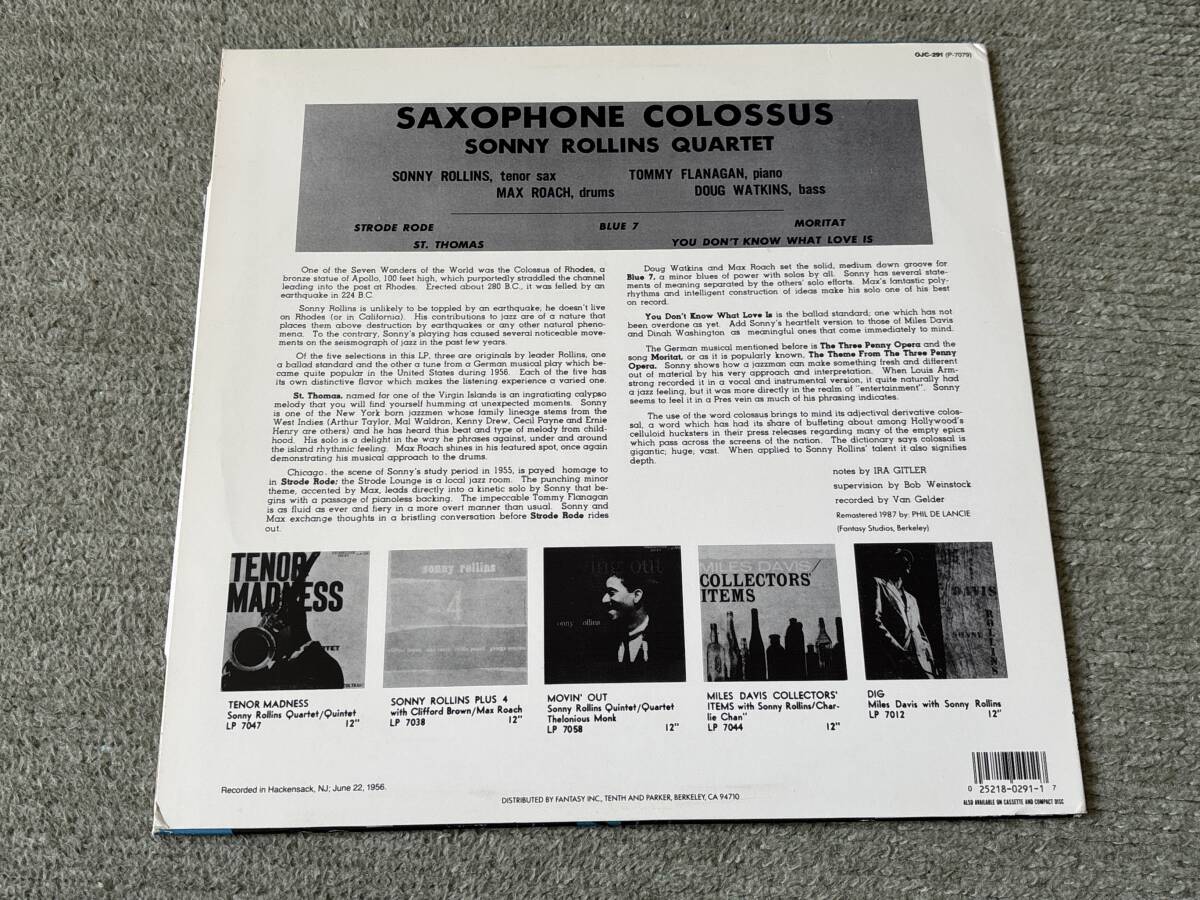 OJC-291 (P-7079)
SAXOPHONE COLOSSUS
SONNY ROLLINS QUARTET
SONNY ROLLINS, tenor sax TOMMY FLANAGAN, piano
MAX ROACH, drums DOUG WATKINS, bass
STRODE RODE BLUE 7 MORITAT
ST. THOMAS YOU DON'T KNOW WHAT LOVE IS
One of the Seven Wonders of the World was the Colossus of Rhodes, a
bronze statue of Apollo, 100 feet high, which purportedly straddled the channel
leading into the post at Rhodes. Erected about 280 B.C., it was felled by an
earthquake in 224 B.C.
Sonny Rollins is unlikely to be toppled by an earthquake; he doesn't live
on Rhodes (or in California). His contributions to jazz are of a nature that
places them above destruction by earthquakes or any other natural pheno-
mena. To the contrary, Sonny's playing has caused several noticeable move-
ments on the seismograph of jazz in the past few years.
Of the five selections in this LP, three are originals by leader Rollins, one
a ballad standard and the other a tune from a German musical play which be-
came quite popular in the United States during 1956. Each of the five has
its own distinctive flavor which makes the listening experience a varied one.
St. Thomas, named for one of the Virgin Islands is an ingratiating calypso
melody that you will find yourself humming at unexpected moments. Sonny
is one of the New York born jazzmen whose family lineage stems from the
West Indies (Arthur Taylor, Mal Waldron, Kenny Drew, Cecil Payne and Ernie
Henry are others) and he has heard this beat and type of melody from child-
hood. His solo is a delight in the way he phrases against, under and around
the island rhythmic feeling. Max Roach shines in his featured spot, once again
demonstrating his musical approach to the drums.
Chicago, the scene of Sonny's study period in 1955, is payed homage to
in Strode Rode; the Strode Lounge is a local jazz room. The punching minor
theme, accented by Max, leads directly into a kinetic solo by Sonny that be-
gins with a passage of pianoless backing. The impeccable Tommy Flanagan
is as fluid as ever and fiery in a more overt manner than usual. Sonny and
Max exchange thoughts in a bristling conversation before Strode Rode rides
out.
Doug Watkins and Max Roach set the solid, medium down groove for
Blue 7, a minor blues of power with solos by all. Sonny has several state-
ments of meaning separated by the others' solo efforts. Max's fantastic poly-
rhythms and intelligent construction of ideas make his solo one of his best
on record.
You Don't Know What Love Is is the ballad standard; one which has not
been overdone as yet. Add Sonny's heartfelt version to those of Miles Davis
and Dinah Washington as meaningful ones that come immediately to mind.
The German musical mentioned before is The Three Penny Opera and the
song Moritat, or as it is popularly known, The Theme From The Three Penny
Opera. Sonny shows how a jazzman can make something fresh and different
out of material by his very approach and interpretation. When Louis Arm-
strong recorded it in a vocal and instrumental version, it quite naturally had
a jazz feeling, but it was more directly in the realm of "entertainment". Sonny
seems to feel it in a Pres vein as much of his phrasing indicates.
The use of the word colossus brings to mind its adjectival derivative colos-
sal, a word which has had its share of buffeting about among Hollywood's
celluloid hucksters in their press releases regarding many of the empty epics
which pass across the screens of the nation. The dictionary says colossal is
gigantic; huge; vast. When applied to Sonny Rollins' talent it also signifies
depth.
notes by IRA GITLER
supervision by Bob Weinstock
recorded by Van Gelder
Remastered 1987 by: PHIL DE LANCIE
(Fantasy Studios, Berkeley)
TENOR
MADNESS
sonny rollins
4
ing out
onny ollins
MILES DAVIS
COLLECTORS'
ITEMS
DAVIS
SONNY
ROLLINS
TENOR MADNESS
Sonny Rollins Quartet/Quintet
LP 7047 12"
SONNY ROLLINS PLUS 4
with Clifford Brown/Max Roach
LP 7038 12"
MOVIN' OUT
Sonny Rollins Quintet/Quartet
Thelonious Monk
LP 7058 12"
MILES DAVIS COLLECTORS'
ITEMS with Sonny Rollins/Char-
lie Chan"
LP 7044 12"
DIG
Miles Davis with Sonny Rollins
LP 7012 12"
Recorded in Hackensack, NJ; June 22, 1956.
DISTRIBUTED BY FANTASY INC., TENTH AND PARKER, BERKELEY, CA 94710
0 25218-0291-1 7
ALSO AVAILABLE ON CASSETTE AND COMPACT DISC